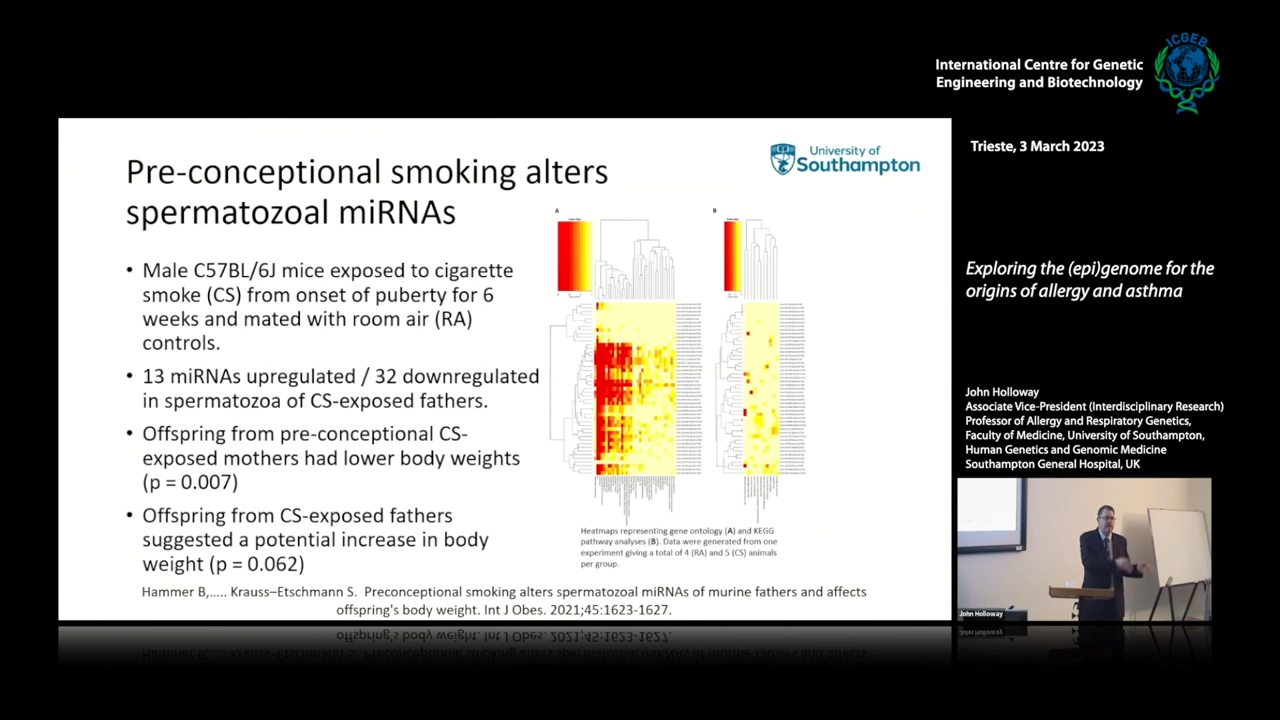 ICGEB
International Centre for Genetic
Engineering and Biotechnology
Trieste, 3 March 2023
Pre-conceptional smoking alters
spermatozoal miRNAs
University of
Southampton
• Male C57BL/6J mice exposed to cigarette
smoke (CS) from onset of puberty for 6
weeks and mated with room air (RA)
controls.
• 13 miRNAs upregulated / 32 downregulated
in spermatozoa of CS-exposed fathers.
• Offspring from pre-conceptional CS-
exposed mothers had lower body weights
(p = 0.007)
• Offspring from CS-exposed fathers
suggested a potential increase in body
weight (p = 0.062)
A
B
Heatmaps representing gene ontology (A) and KEGG
pathway analyses (B). Data were generated from one
experiment giving a total of 4 (RA) and 5 (CS) animals
per group.
Hammer B,..... Krauss–Etschmann S. Preconceptional smoking alters spermatozoal miRNAs of murine fathers and affects
offspring's body weight. Int J Obes. 2021;45:1623-1627.
Exploring the (epi)genome for the
origins of allergy and asthma
John Holloway
Associate Vice-President (Interdisciplinary Research)
Professor of Allergy and Respiratory Genetics,
Faculty of Medicine, University of Southampton,
Human Genetics and Genomic Medicine
Southampton General Hospital, UK
John Holloway